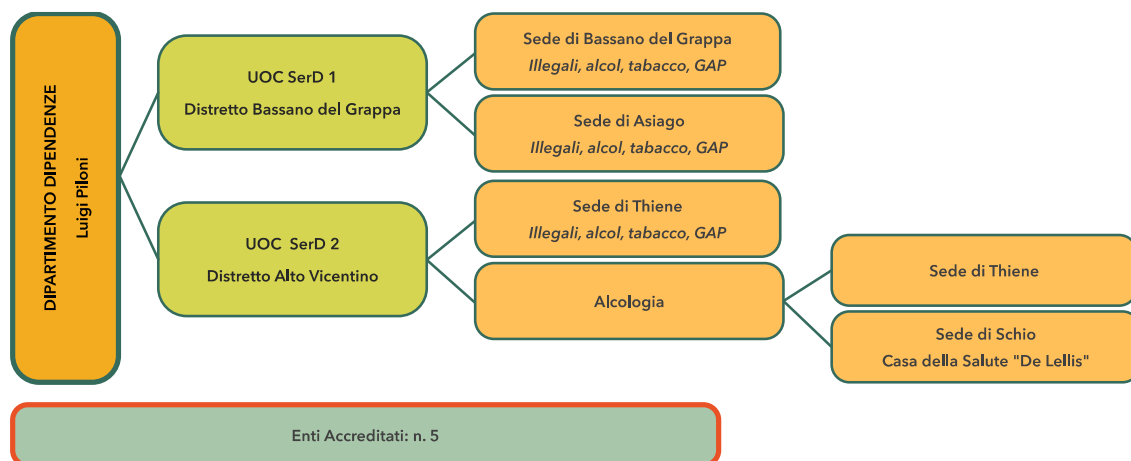 DIPARTIMENTO DIPENDENZE
Luigi Piloni
UOC SerD 1
Distretto Bassano del Grappa
Sede di Bassano del Grappa
Illegali, alcol, tabacco, GAP
Sede di Asiago
Illegali, alcol, tabacco, GAP
UOC SerD 2
Distretto Alto Vicentino
Sede di Thiene
Illegali, alcol, tabacco, GAP
Alcologia
Sede di Thiene
Sede di Schio
Casa della Salute "De Lellis"
Enti Accreditati: n. 5